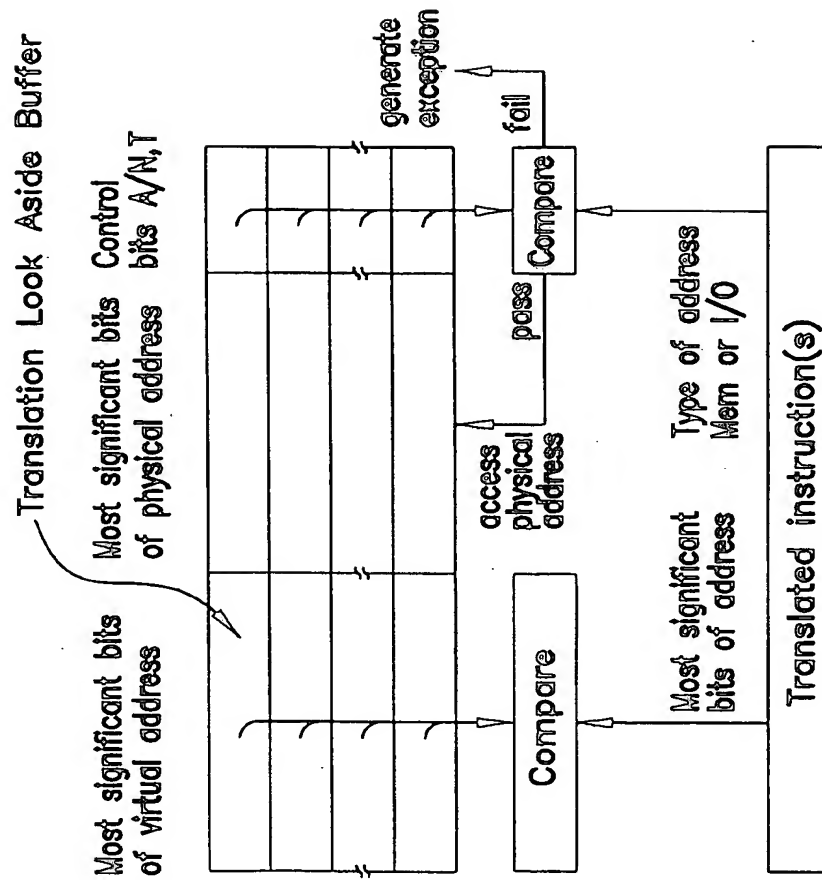 Translation Look Aside Buffer
Most significant bits
of virtual address
Most significant bits
of physical address
Control
bits A/N,T
Compare
access
physical
address
pass
Compare
fail
generate
exception
Most significant
bits of address
Type of address
Mem or I/O
Translated instruction(s)